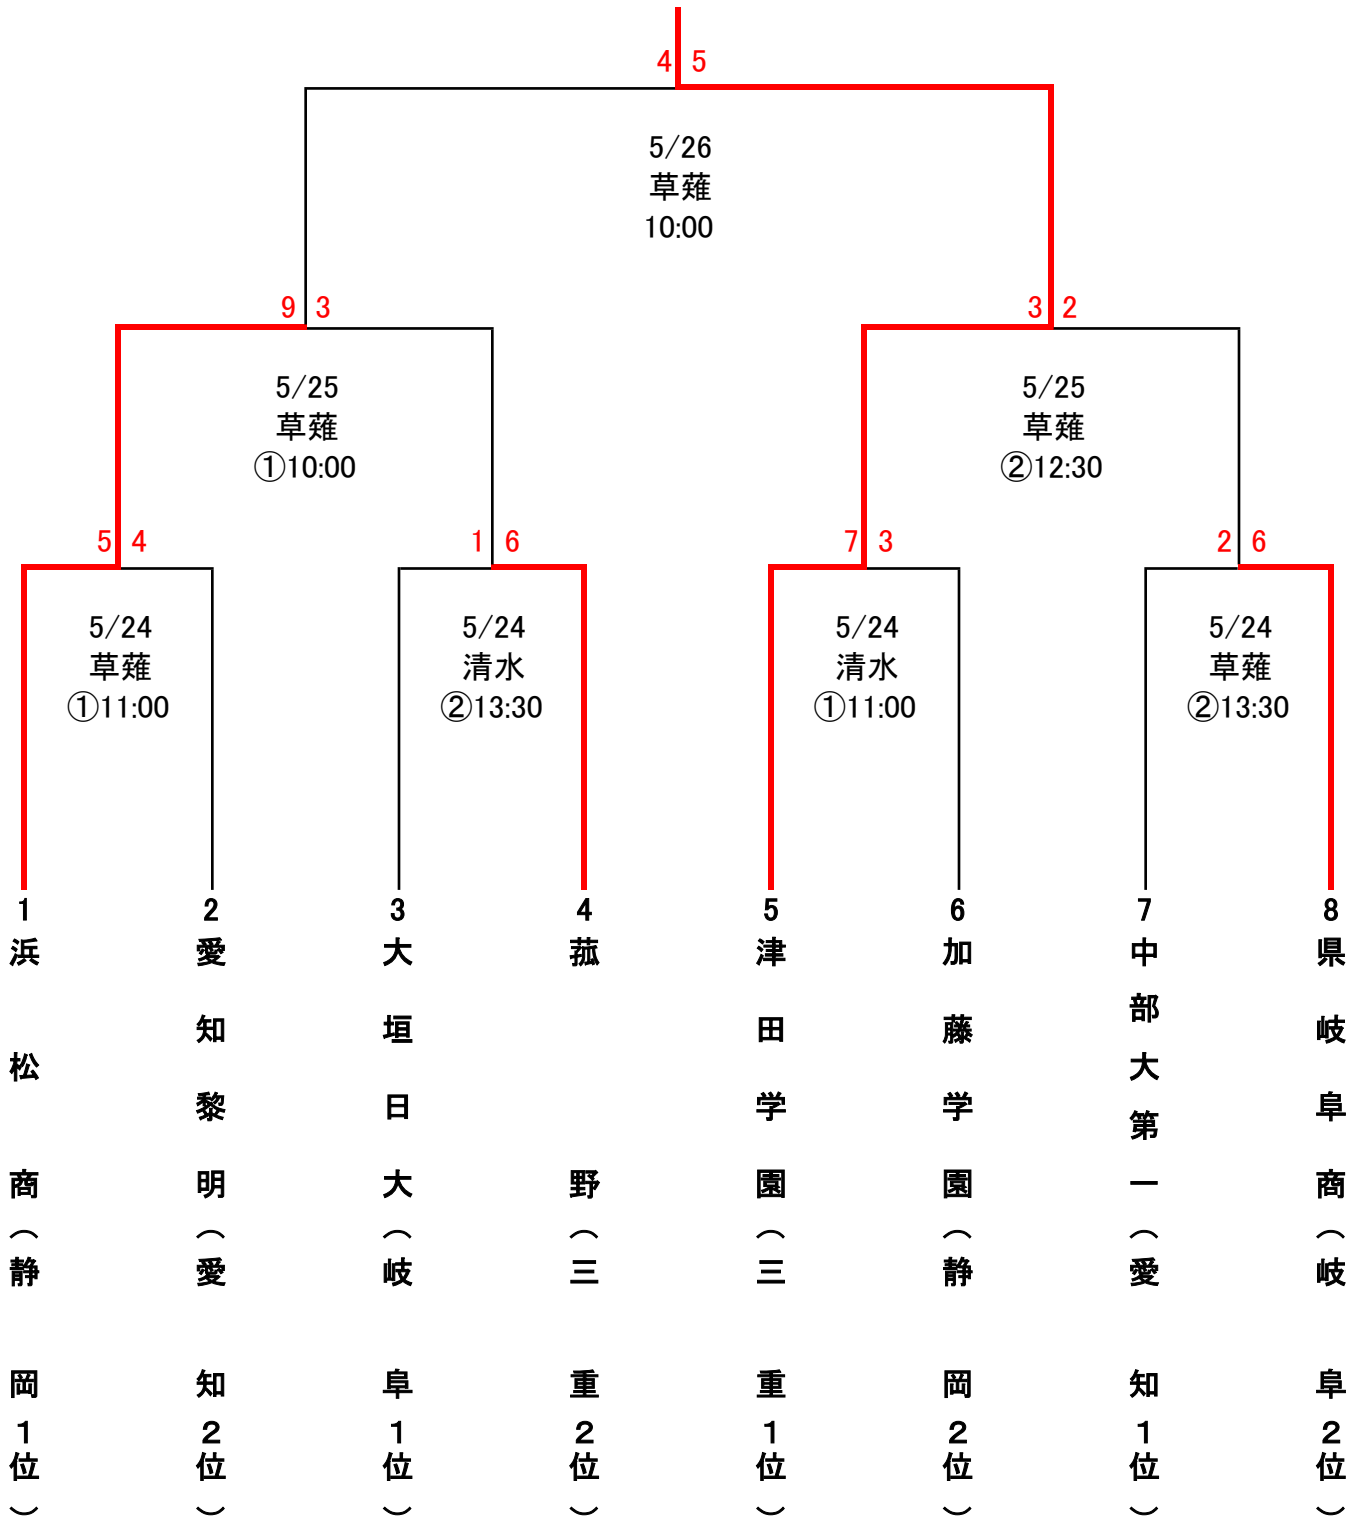 4 5
5/26
草薙
10:00
9 3
3 2
5/25
草薙
①10:00
5/25
草薙
②12:30
5 4
1 6
7 3
2 6
5/24
草薙
①11:00
5/24
清水
②13:30
5/24
清水
①11:00
5/24
草薙
②13:30
1 浜松商(静岡1位)
2 愛知黎明(愛知2位)
3 大垣日大(岐阜1位)
4 菰野(三重2位)
5 津田学園(三重1位)
6 加藤学園(静岡2位)
7 中部大第一(愛知1位)
8 県岐阜商(岐阜2位)